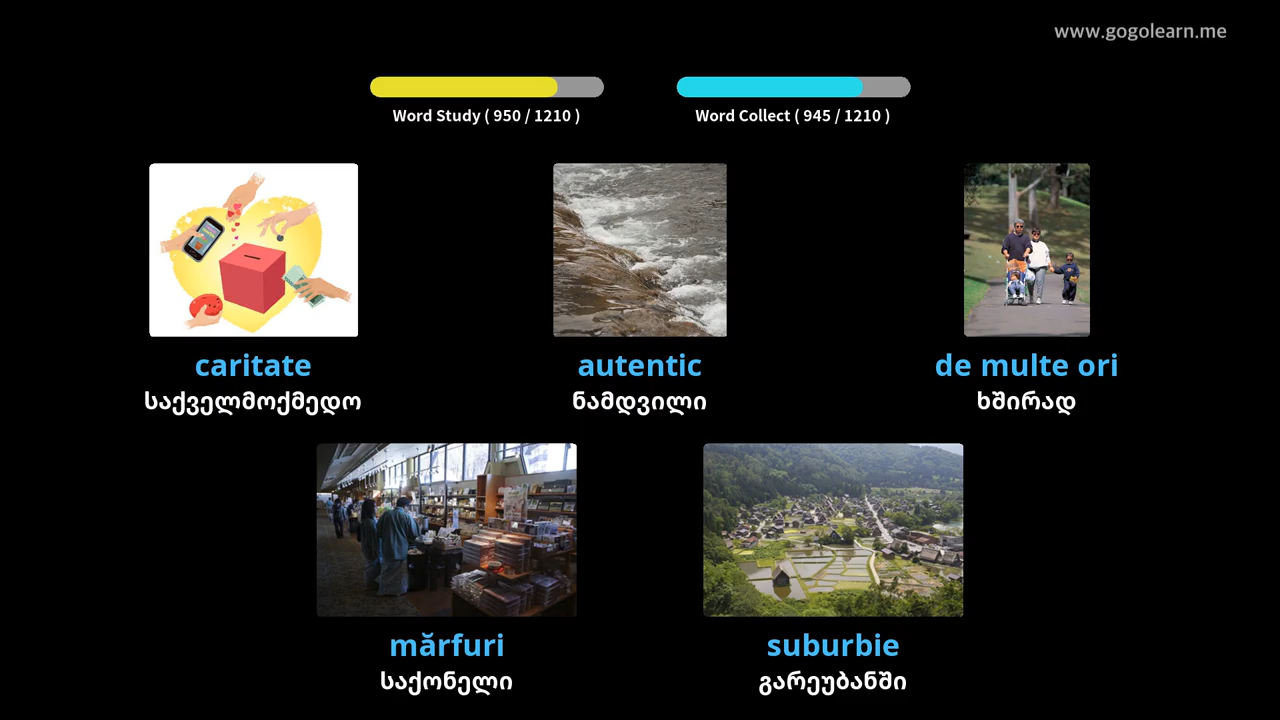 www.gogolearn.me
Word Study ( 950 / 1210 )
Word Collect ( 945 / 1210 )
caritate
საქველმოქმედო
autentic
ნამდვილი
de multe ori
ხშირად
mărfuri
საქონელი
suburbie
გარეუბანში